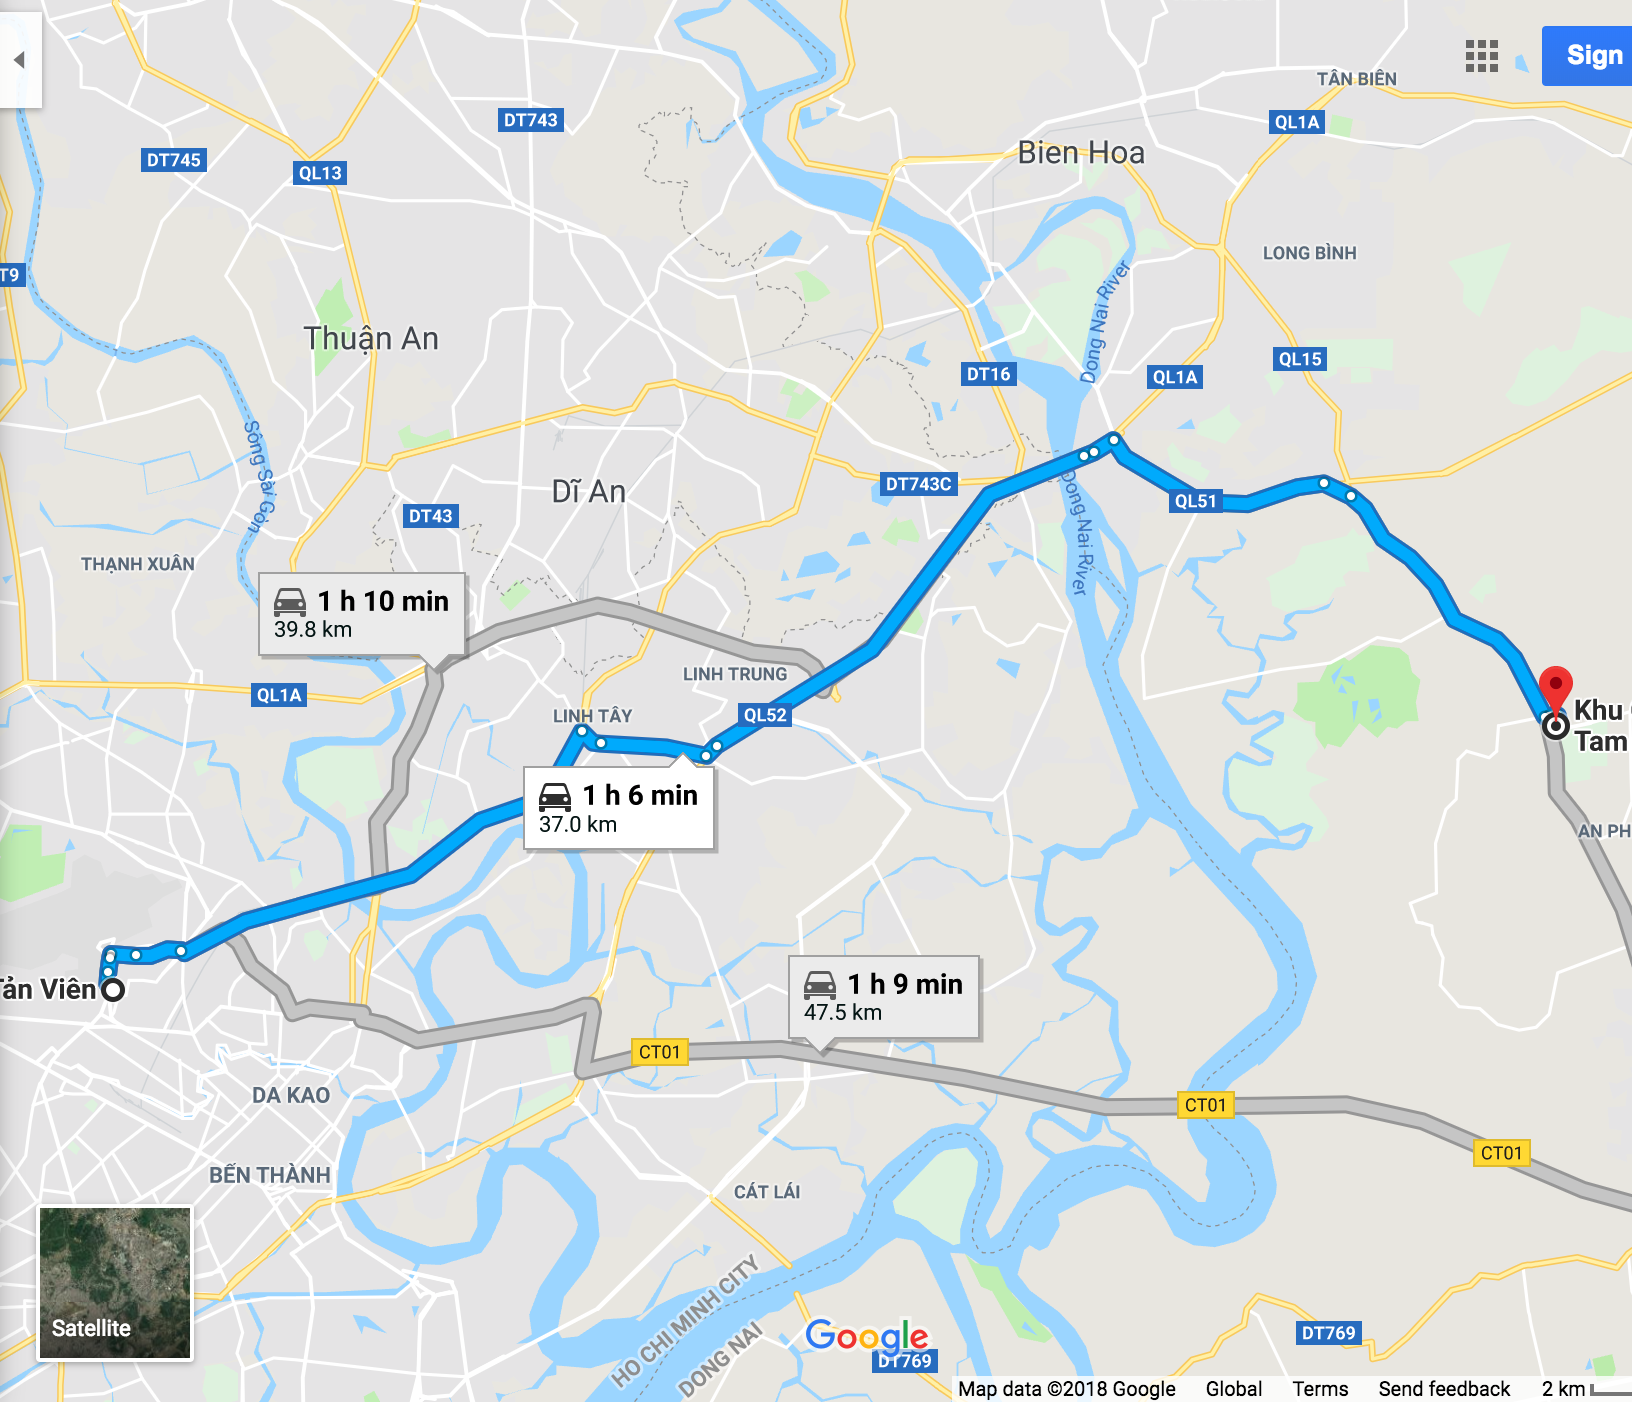 Sign
TÂN BIÊN
DT743
QL1A
Bien Hoa
DT745
QL13
LONG BÌNH
T9
Dong Nai River
Thuận An
QL15
DT16
QL1A
Sông Sài Gòn
DT743C
Dĩ An
QL51
DT43
Dong Nai River
THẠNH XUÂN
1 h 10 min
39.8 km
LINH TRUNG
QL1A
LINH TÂY
QL52
Khu
Tam
1 h 6 min
37.0 km
AN PH
Tản Viên
1 h 9 min
47.5 km
CT01
DA KAO
CT01
CT01
BẾN THÀNH
CÁT LÁI
HO CHI MINH CITY
DONG NAI
Satellite
Google
DT769
DT769
Map data ©2018 Google Global Terms Send feedback 2 km